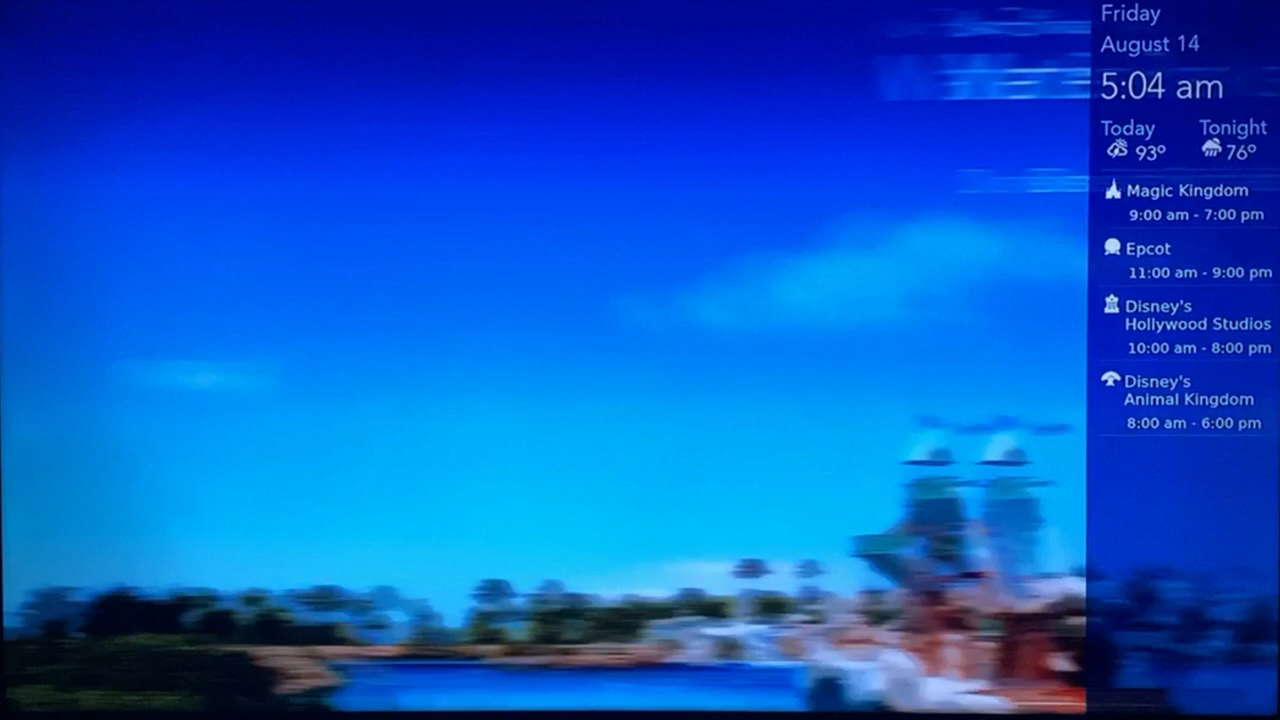 Friday
August 14
5:04 am
Today Tonight
93° 76°
Magic Kingdom
9:00 am - 7:00 pm
Epcot
11:00 am - 9:00 pm
Disney's
Hollywood Studios
10:00 am - 8:00 pm
Disney's
Animal Kingdom
8:00 am - 6:00 pm